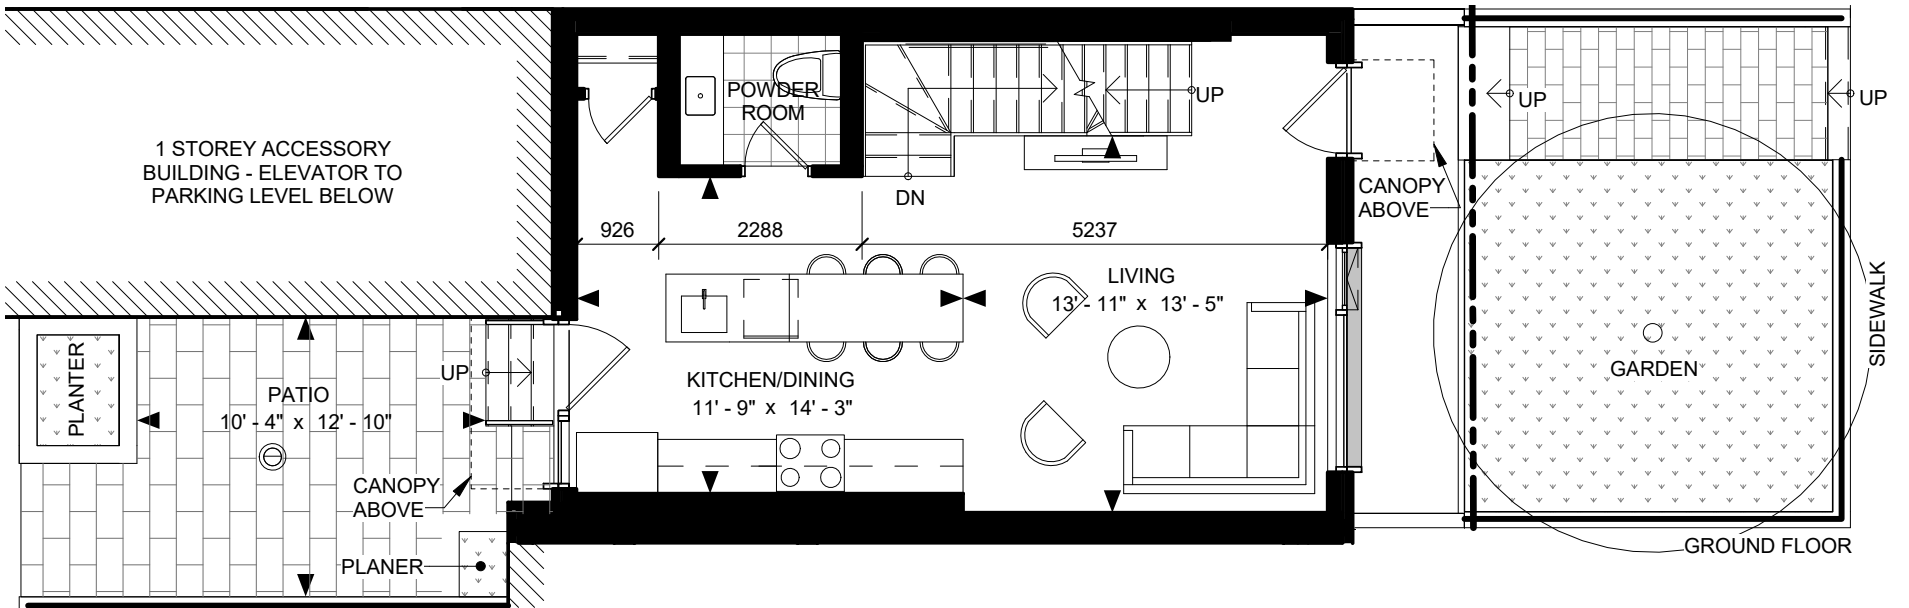 1 STOREY ACCESSORY
BUILDING - ELEVATOR TO
PARKING LEVEL BELOW
POWDER
ROOM
UP
DN
926
2288
5237
CANOPY
ABOVE
UP
UP
LIVING
13' - 11" x 13' - 5"
KITCHEN/DINING
11' - 9" x 14' - 3"
PLANTER
PATIO
10' - 4" x 12' - 10"
UP
CANOPY
ABOVE
PLANER
GARDEN
SIDEWALK
GROUND FLOOR